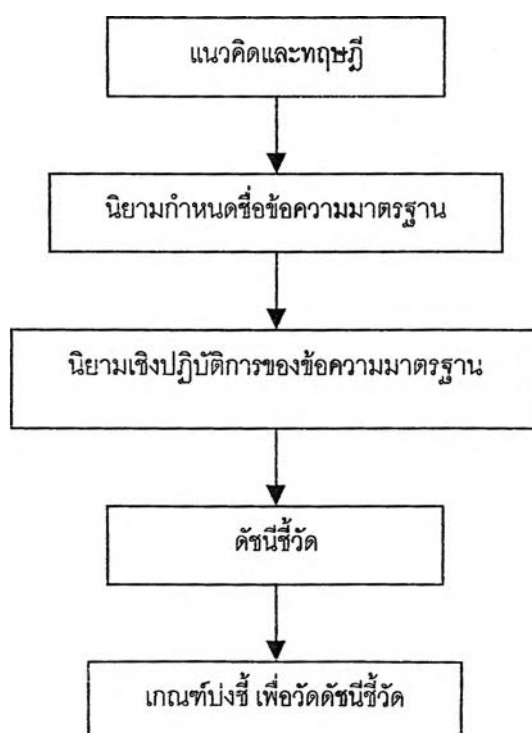 แนวคิดและทฤษฎี
นิยามกำหนดชื่อข้อความมาตรฐาน
นิยามเชิงปฏิบัติการของข้อความมาตรฐาน
ดัชนีชี้วัด
เกณฑ์บ่งชี้ เพื่อวัดดัชนีชี้วัด